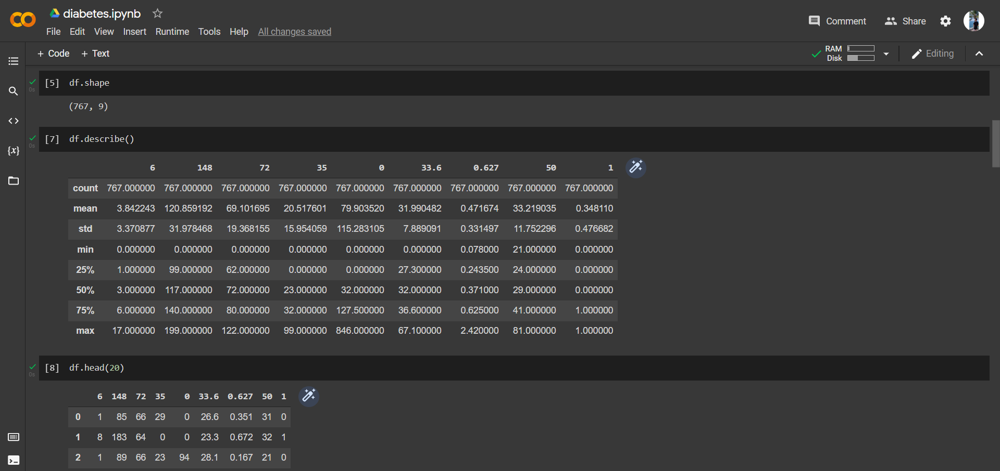 diabetes.ipynb
File Edit View Insert Runtime Tools Help All changes saved
Comment Share
+ Code + Text
RAM
Disk
Editing
[5] df.shape
0s
(767, 9)
[7] df.describe()
0s
6 148 72 35 0 33.6 0.627 50 1
count 767.000000 767.000000 767.000000 767.000000 767.000000 767.000000 767.000000 767.000000 767.000000
mean 3.842243 120.859192 69.101695 20.517601 79.903520 31.990482 0.471674 33.219035 0.348110
std 3.370877 31.978468 19.368155 15.954059 115.283105 7.889091 0.331497 11.752296 0.476682
min 0.000000 0.000000 0.000000 0.000000 0.000000 0.000000 0.078000 21.000000 0.000000
25% 1.000000 99.000000 62.000000 0.000000 0.000000 27.300000 0.243500 24.000000 0.000000
50% 3.000000 117.000000 72.000000 23.000000 32.000000 32.000000 0.371000 29.000000 0.000000
75% 6.000000 140.000000 80.000000 32.000000 127.500000 36.600000 0.625000 41.000000 1.000000
max 17.000000 199.000000 122.000000 99.000000 846.000000 67.100000 2.420000 81.000000 1.000000
[8] df.head(20)
0s
6 148 72 35 0 33.6 0.627 50 1
0 1 85 66 29 0 26.6 0.351 31 0
1 8 183 64 0 0 23.3 0.672 32 1
2 1 89 66 23 94 28.1 0.167 21 0